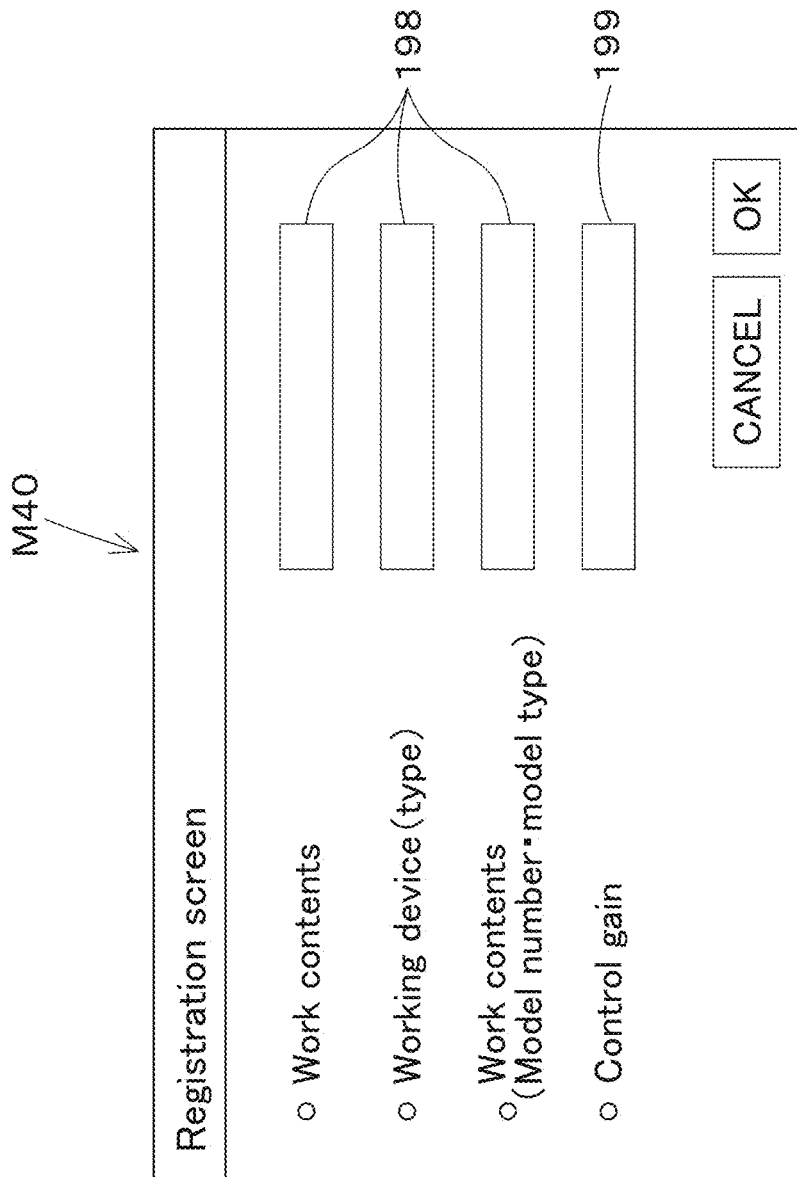 M40
Registration screen
○ Work contents
○ Working device(type)
198
○ Work contents
(Model number･model type)
○ Control gain
199
CANCEL
OK